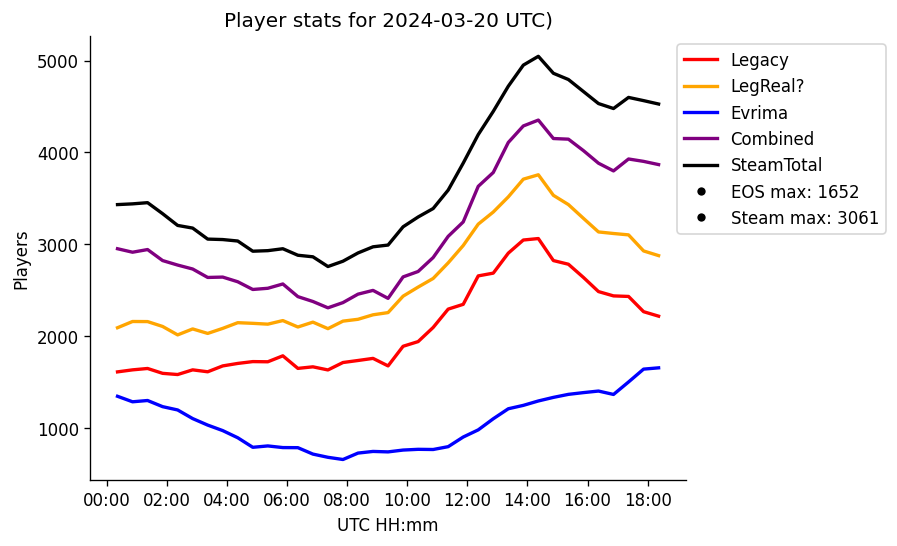 Player stats for 2024-03-20 UTC)
5000
4000
3000
2000
1000
Players
00:00 02:00 04:00 06:00 08:00 10:00 12:00 14:00 16:00 18:00
UTC HH:mm
Legacy
LegReal?
Evrima
Combined
SteamTotal
EOS max: 1652
Steam max: 3061